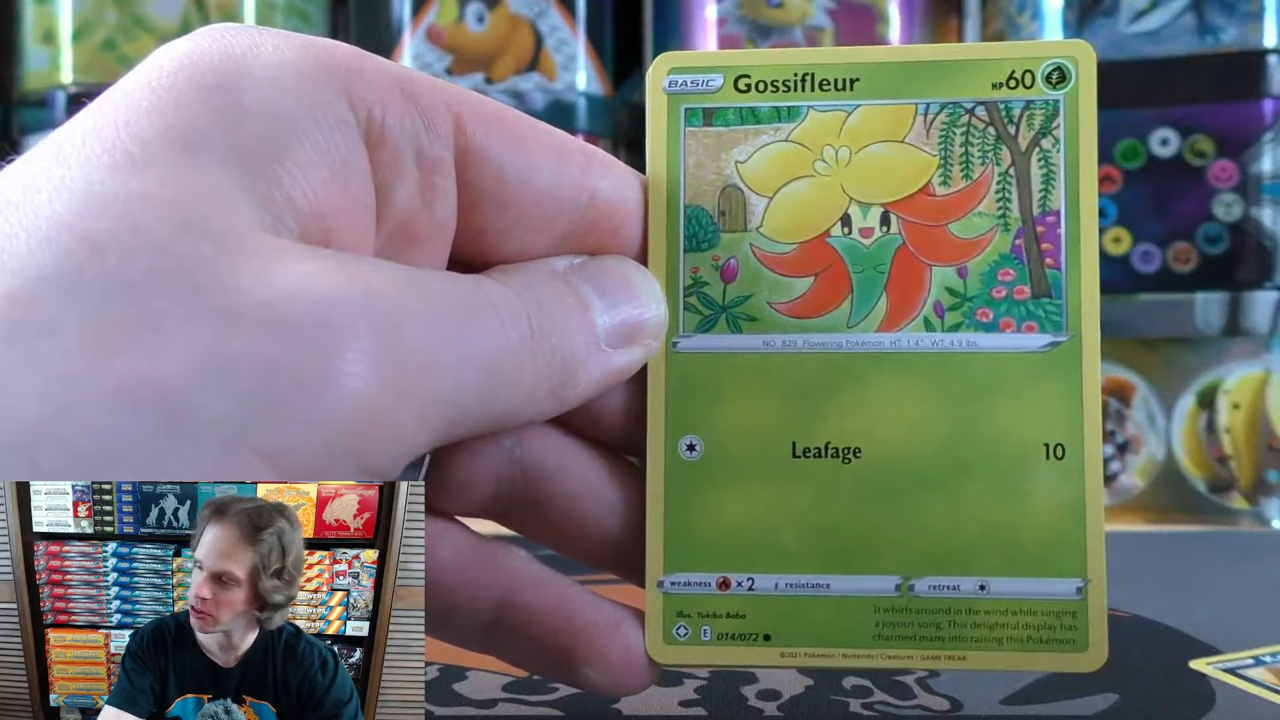 BASIC Gossifleur HP60
NO. 829 Flowering Pokémon HT: 1'4" WT: 4.9 lbs.
Leafage 10
weakness ×2 resistance retreat
Illus. Yukiko Baba
E 014/072
It whirls around in the wind while singing
a joyous song. This delightful display has
charmed many into raising this Pokémon.
©2021 Pokémon / Nintendo / Creatures / GAME FREAK